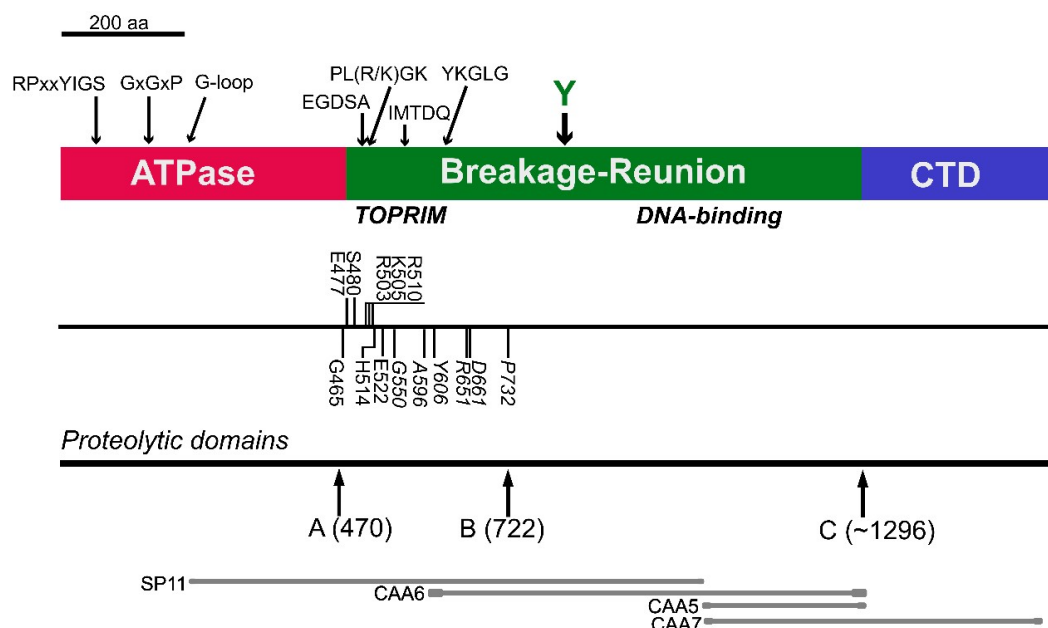 200 aa
RPxxYIGS GxGxP G-loop
PL(R/K)GK YKGLG
EGDSA IMTDQ
Y
ATPase Breakage-Reunion CTD
TOPRIM DNA-binding
E477 S480 R503 K505 R510
G465 H514 E522 G550 A596 Y606 R651 D661 P732
Proteolytic domains
A (470) B (722) C (~1296)
SP11
CAA6
CAA5
CAA7